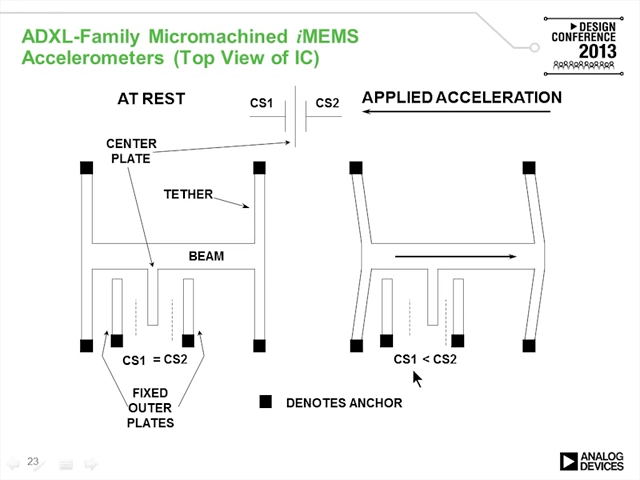 ADXL-Family Micromachined iMEMS
Accelerometers (Top View of IC)
DESIGN
CONFERENCE
2013
AT REST
CS1
CS2
APPLIED ACCELERATION
CENTER
PLATE
TETHER
BEAM
CS1 = CS2
CS1 < CS2
FIXED
OUTER
PLATES
DENOTES ANCHOR
23
ANALOG
DEVICES